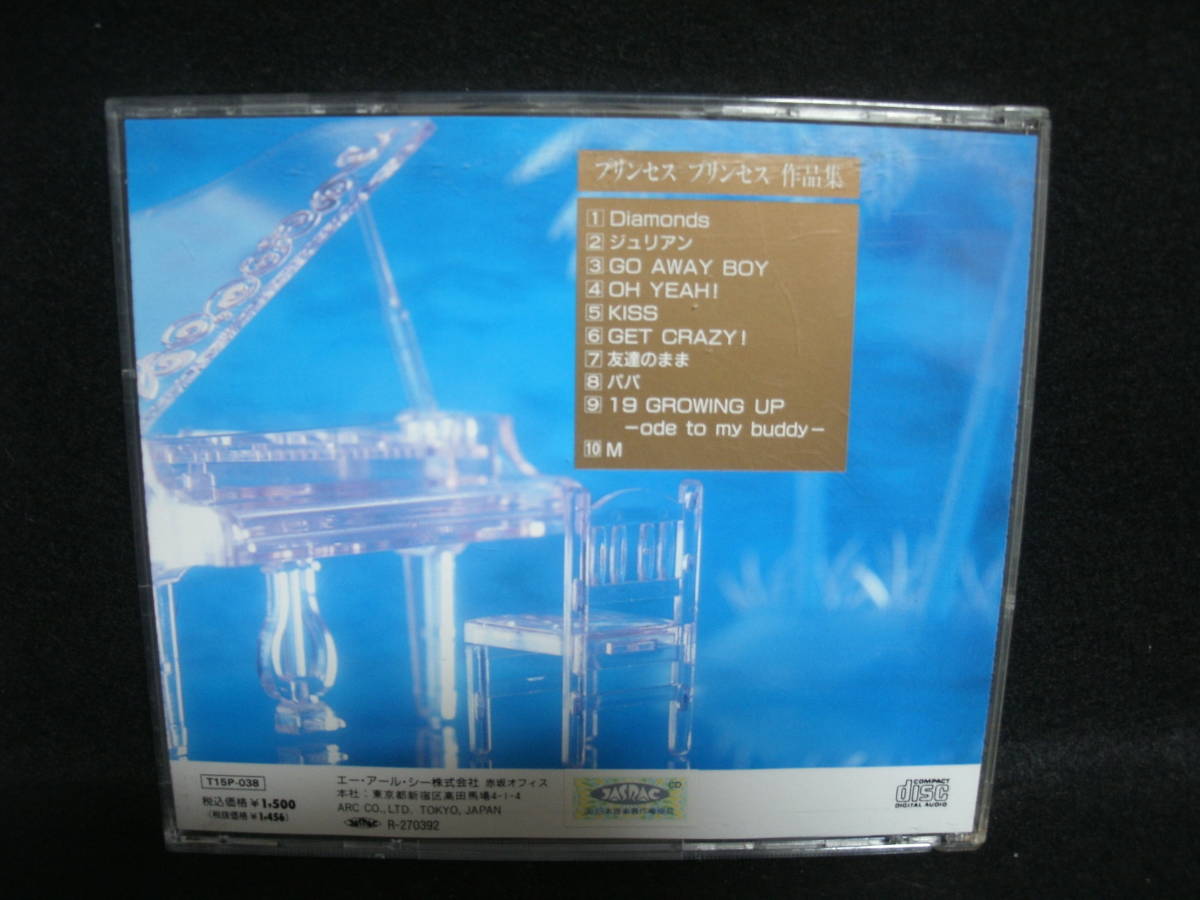 プリンセス プリンセス 作品集
1 Diamonds
2 ジュリアン
3 GO AWAY BOY
4 OH YEAH!
5 KISS
6 GET CRAZY!
7 友達のまま
8 パパ
9 19 GROWING UP
−ode to my buddy−
10 M
T15P-038
税込価格¥1,500
(税抜価格¥1,456)
エー・アール・シー株式会社 赤坂オフィス
本社:東京都新宿区高田馬場4-1-4
ARC CO.,LTD. TOKYO, JAPAN
JASRAC R-270392
JASRAC
CD
COMPACT
disc
DIGITAL AUDIO